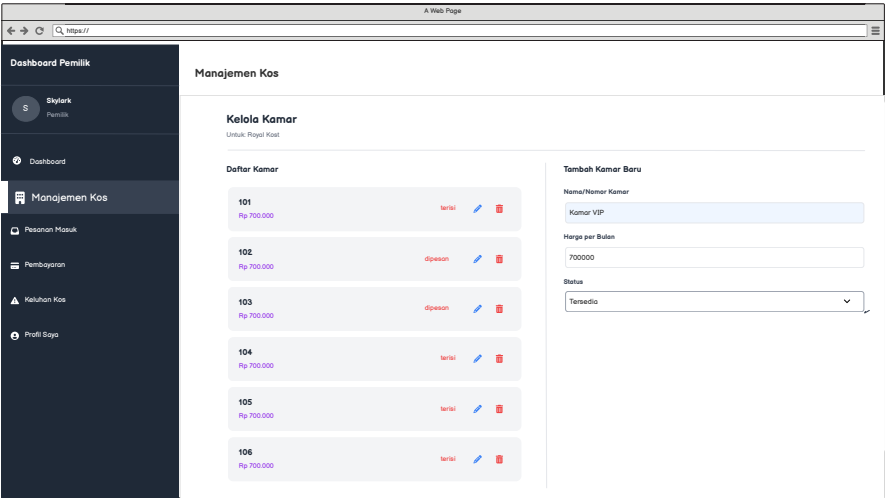 A Web Page
https://
Dashboard Pemilik
S
Skylark
Pemilik
Dashboard
Manajemen Kos
Pesanan Masuk
Pembayaran
Keluhan Kos
Profil Saya
Manajemen Kos
Kelola Kamar
Untuk: Royal Kost
Daftar Kamar
101
Rp 700.000
terisi
102
Rp 700.000
dipesan
103
Rp 700.000
dipesan
104
Rp 700.000
terisi
105
Rp 700.000
terisi
106
Rp 700.000
terisi
Tambah Kamar Baru
Nama/Nomor Kamar
Kamar VIP
Harga per Bulan
700000
Status
Tersedia